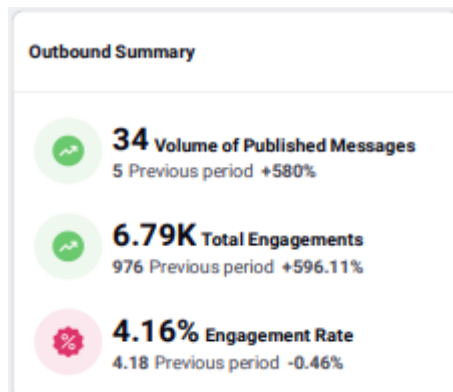 Outbound Summary
34 Volume of Published Messages
5 Previous period +580%
6.79K Total Engagements
976 Previous period +596.11%
%
4.16% Engagement Rate
4.18 Previous period -0.46%